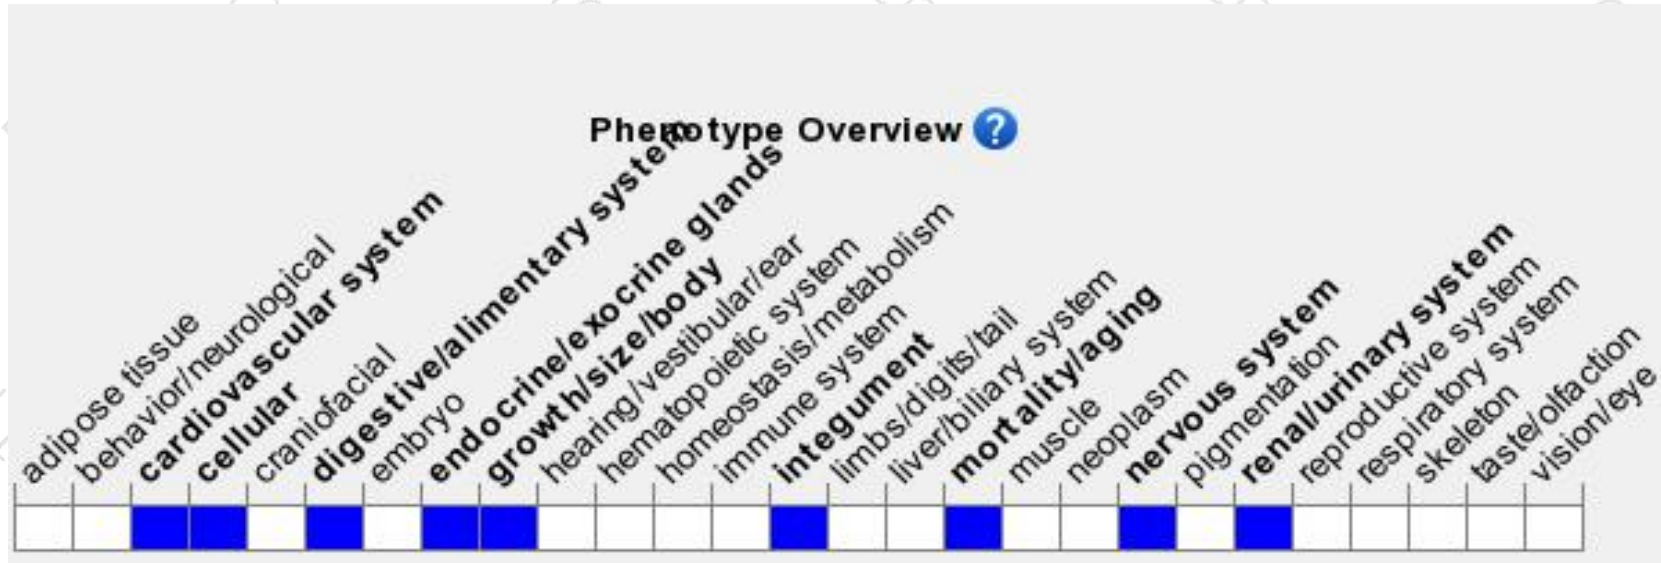 Phenotype Overview ?
adipose tissue
behavior/neurological
cardiovascular system
cellular
craniofacial
digestive/alimentary system
embryo
endocrine/exocrine glands
growth/size/body
hearing/vestibular/ear
hematopoietic system
homeostasis/metabolism
immune system
integument
limbs/digits/tail
liver/biliary system
mortality/aging
muscle
neoplasm
nervous system
pigmentation
renal/urinary system
reproductive system
respiratory system
skeleton
taste/olfaction
vision/eye